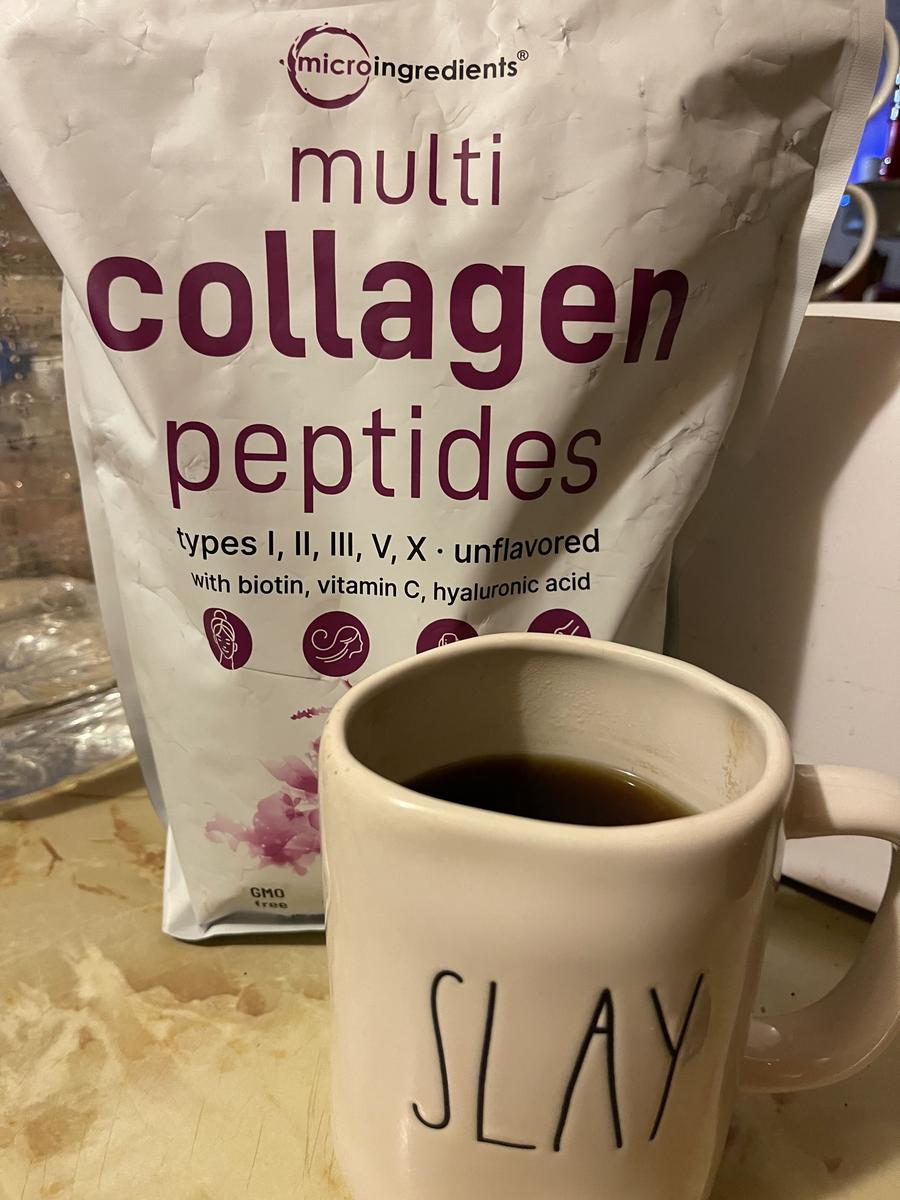 microingredients®
multi
collagen
peptides
types I, II, III, V, X · unflavored
with biotin, vitamin C, hyaluronic acid
GMO
free
SLAY